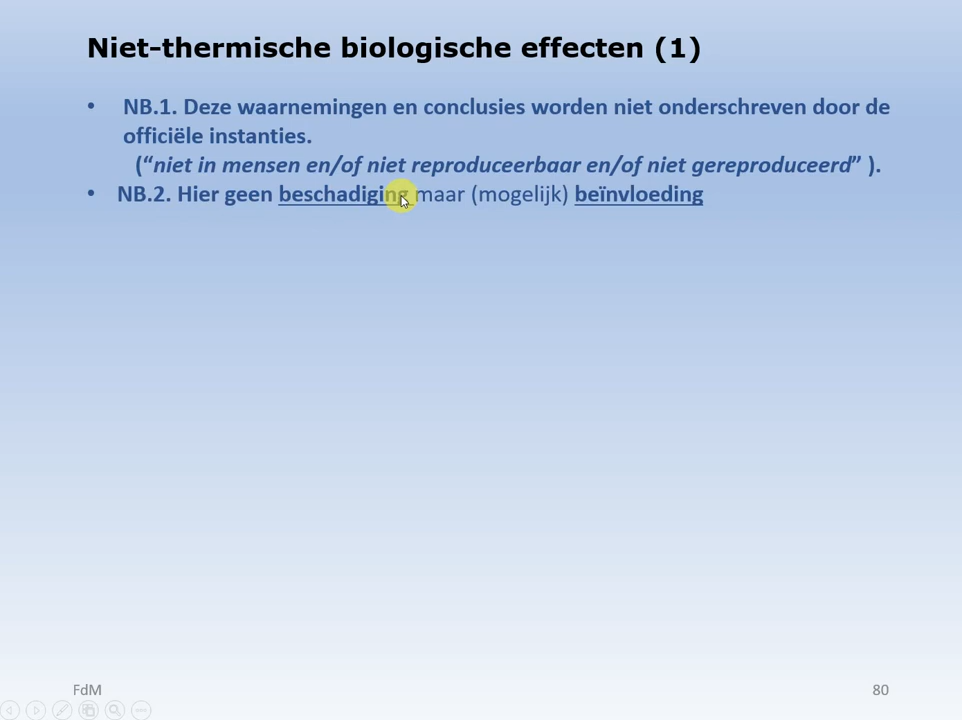 Niet-thermische biologische effecten (1)
• NB.1. Deze waarnemingen en conclusies worden niet onderschreven door de
officiële instanties.
(“niet in mensen en/of niet reproduceerbaar en/of niet gereproduceerd” ).
• NB.2. Hier geen beschadiging maar (mogelijk) beïnvloeding
FdM
80